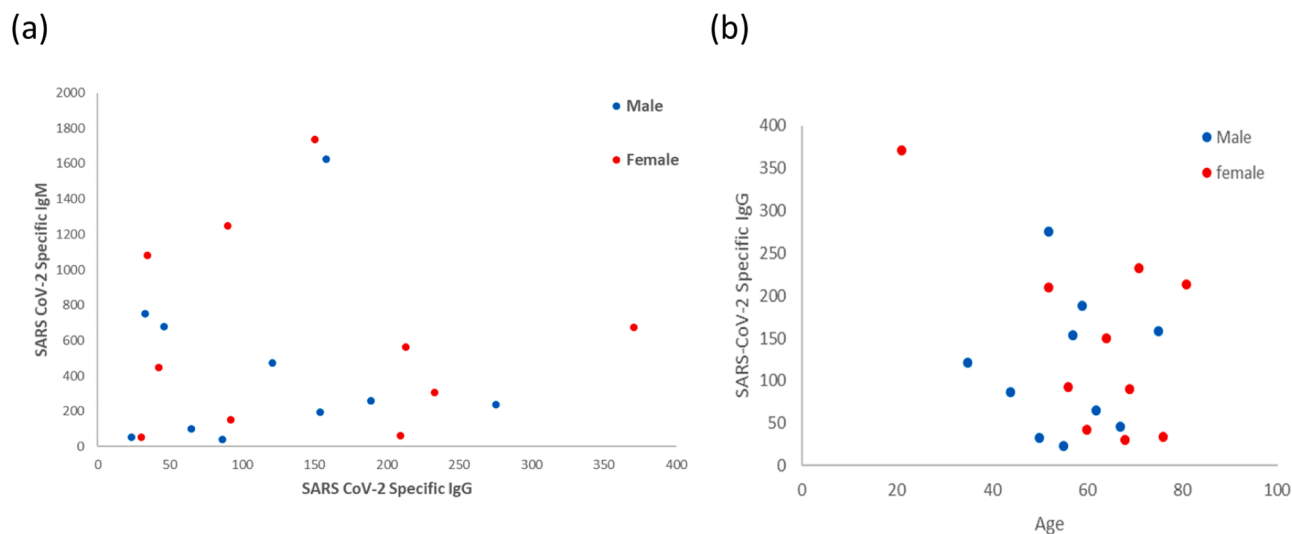 (a)
2000
1800
1600
1400
1200
1000
800
600
400
200
0
SARS CoV-2 Specific IgM
0 50 100 150 200 250 300 350 400
SARS CoV-2 Specific IgG
Male
Female
(b)
400
350
300
250
200
150
100
50
0
SARS-CoV-2 Specific IgG
0 20 40 60 80 100
Age
Male
female